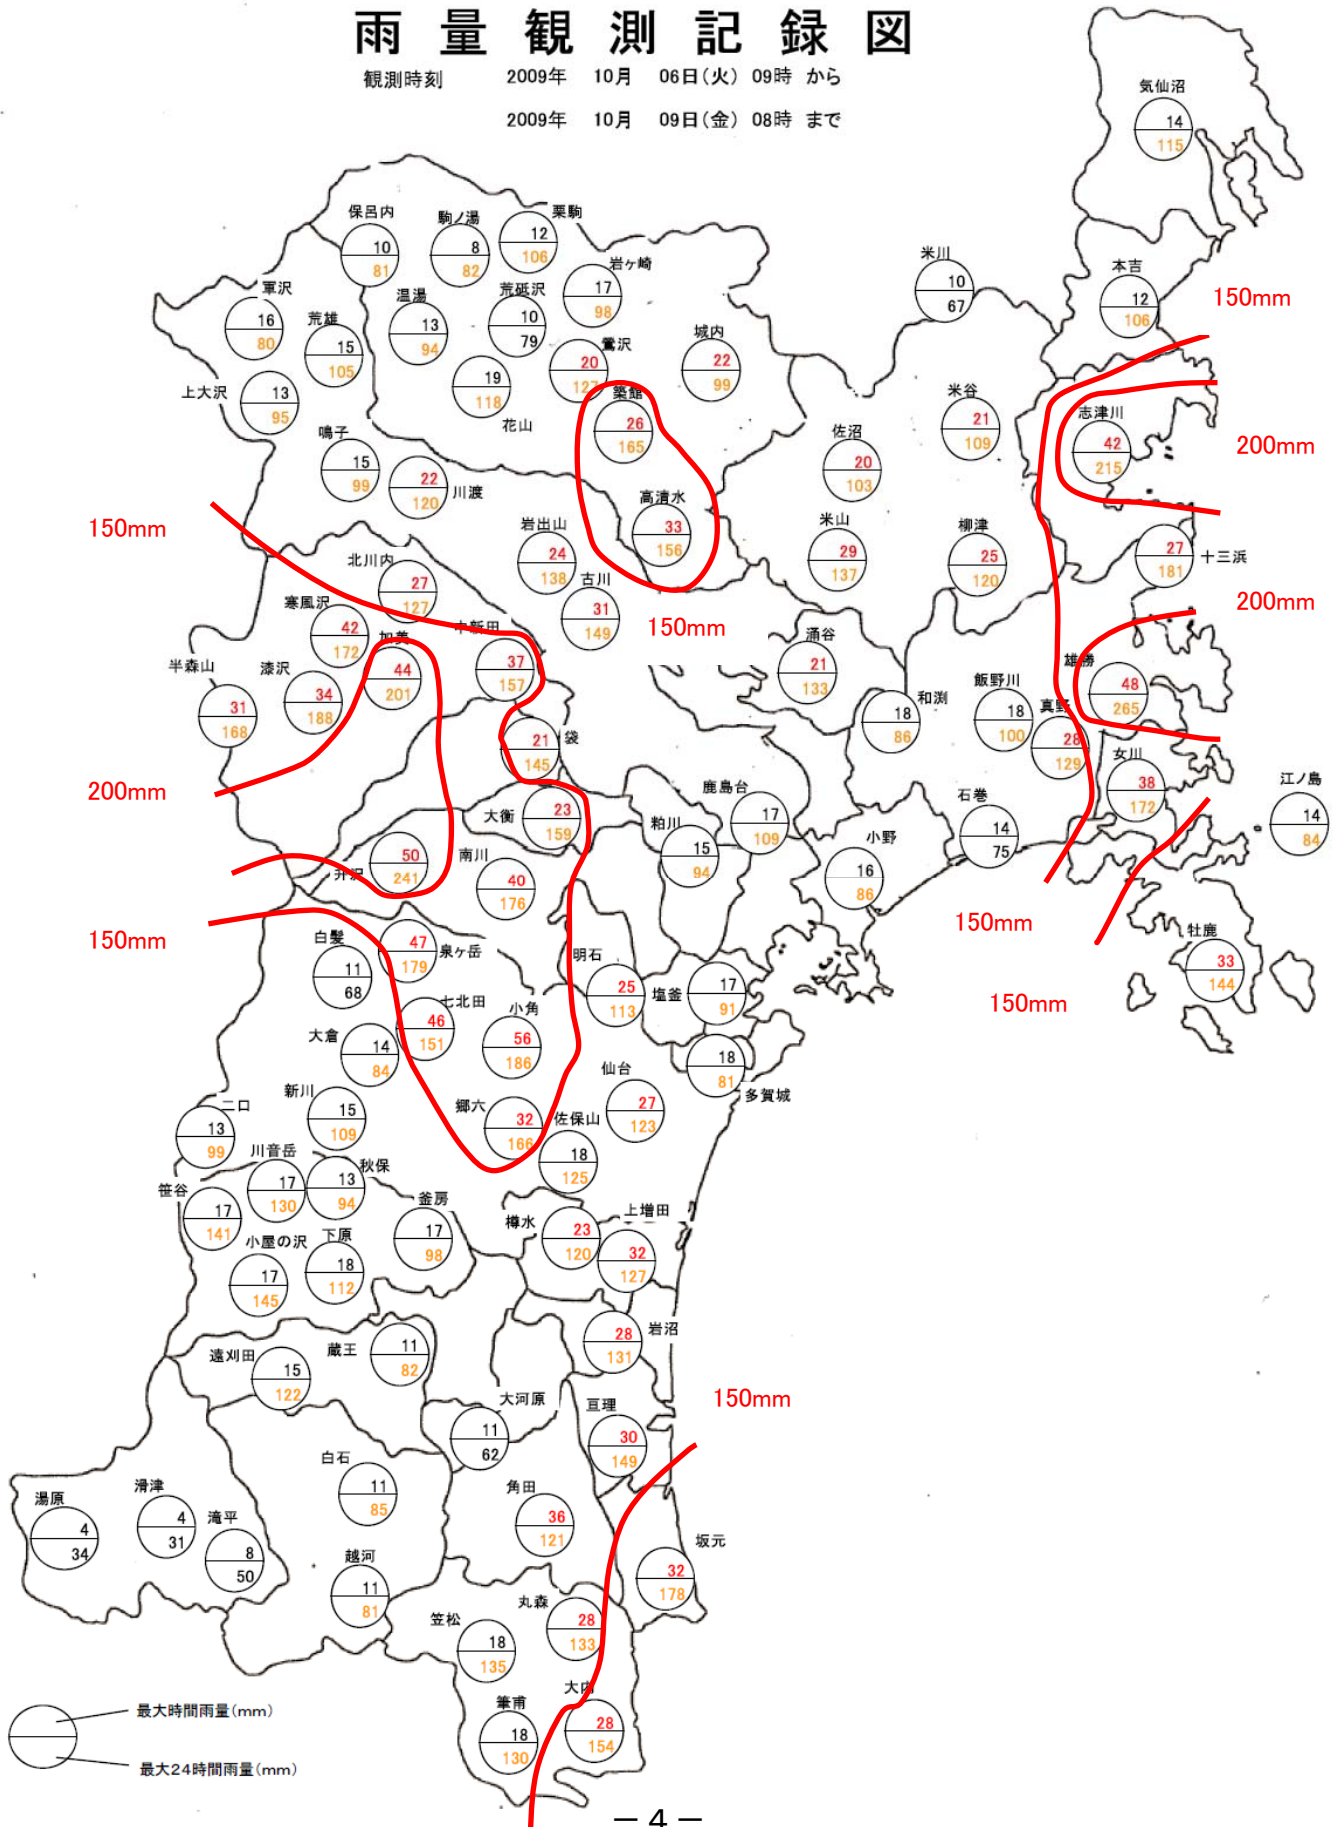 雨量観測記録図
観測時刻 2009年 10月 06日(火) 09時 から
2009年 10月 09日(金) 08時 まで
気仙沼
14
115
保呂内
10
81
駒ノ湯
8
82
栗駒
12
106
岩ヶ崎
17
98
米川
10
67
本吉
12
106
150mm
軍沢
16
80
荒雄
15
105
温湯
13
94
荒砥沢
10
79
鶯沢
20
127
城内
22
99
上大沢
13
95
19
118
花山
築館
26
165
米谷
21
109
志津川
42
215
200mm
鳴子
15
99
22
120
川渡
佐沼
20
103
高清水
33
156
150mm
岩出山
24
138
米山
29
137
柳津
25
120
27
181
十三浜
北川内
27
127
古川
31
149
150mm
200mm
寒風沢
42
172
加美
44
201
中新田
37
157
涌谷
21
133
雄勝
48
265
半森山
31
168
漆沢
34
188
和渕
18
86
飯野川
18
100
真野
28
129
袋
21
145
女川
38
172
江ノ島
14
84
200mm
大衡
23
159
鹿島台
17
109
粕川
15
94
石巻
14
75
小野
16
86
升沢
50
241
南川
40
176
150mm
150mm
白髪
11
68
47
179
泉ヶ岳
明石
25
113
塩釜
17
91
牡鹿
33
144
150mm
七北田
46
151
小角
56
186
大倉
14
84
18
81
多賀城
仙台
27
123
新川
15
109
二口
13
99
郷六
32
166
佐保山
18
125
川音岳
17
130
秋保
13
94
笹谷
17
141
釜房
17
98
樽水
23
120
上増田
32
127
小屋の沢
17
145
下原
18
112
岩沼
28
131
遠刈田
15
122
蔵王
11
82
150mm
大河原
11
62
亘理
30
149
白石
11
85
角田
36
121
湯原
4
34
滑津
4
31
滝平
8
50
坂元
32
178
越河
11
81
笠松
18
135
丸森
28
133
大内
28
154
筆甫
18
130
最大時間雨量(mm)
最大24時間雨量(mm)
－4－